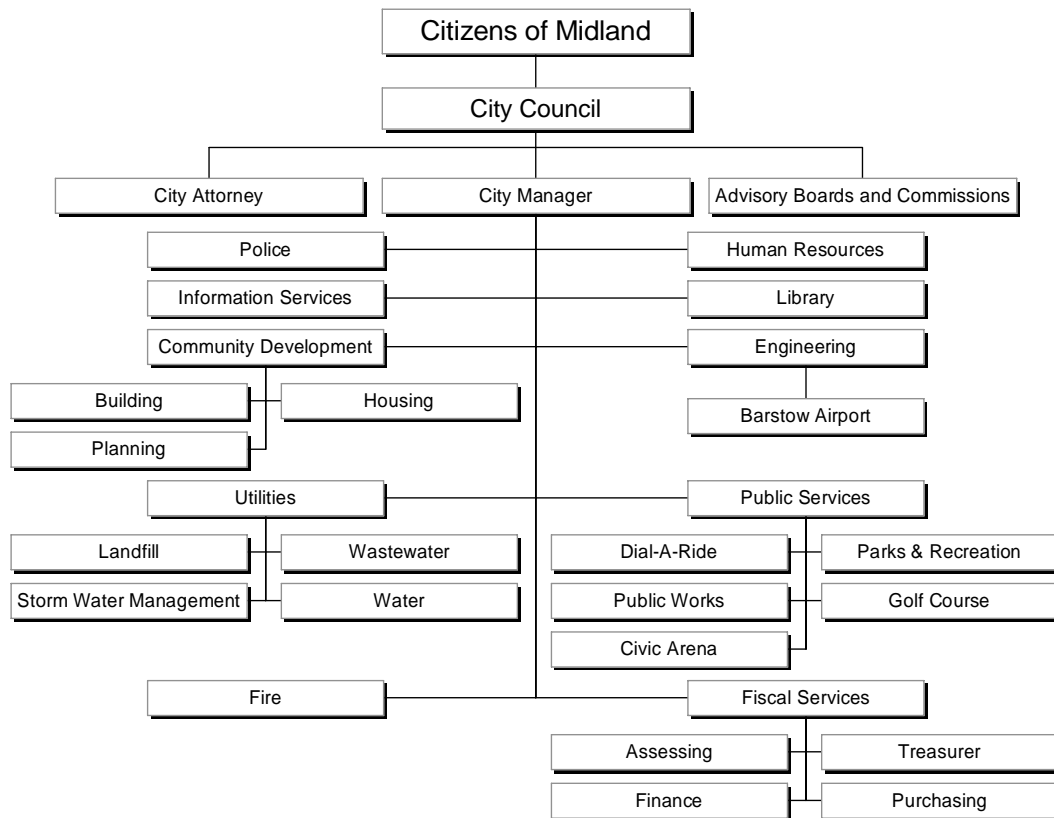 Citizens of Midland
City Council
City Attorney
City Manager
Advisory Boards and Commissions
Police
Human Resources
Information Services
Library
Community Development
Engineering
Building
Housing
Barstow Airport
Planning
Utilities
Public Services
Landfill
Wastewater
Dial-A-Ride
Parks & Recreation
Storm Water Management
Water
Public Works
Golf Course
Civic Arena
Fire
Fiscal Services
Assessing
Treasurer
Finance
Purchasing